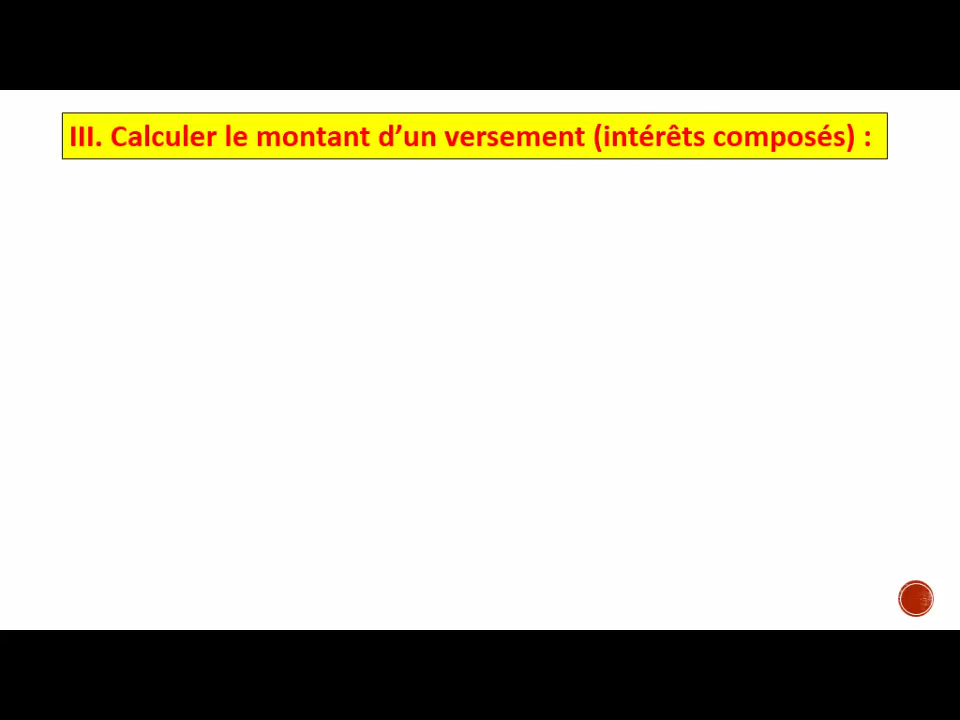 III. Calculer le montant d’un versement (intérêts composés) :